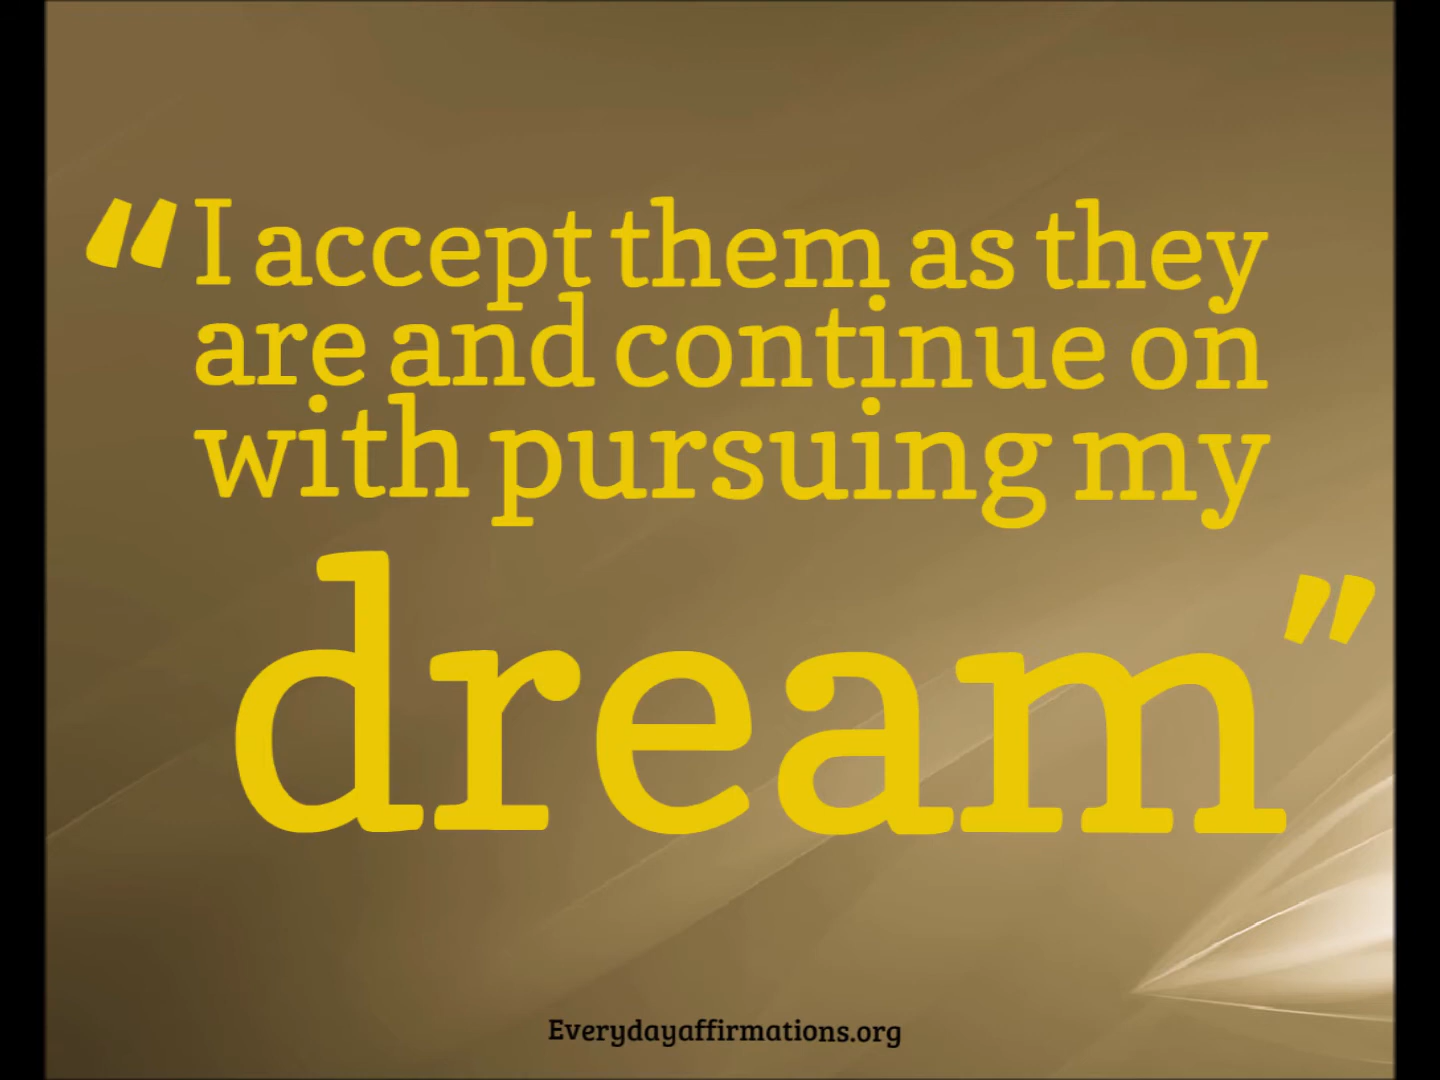 “I accept them as they
are and continue on
with pursuing my
dream”
Everydayaffirmations.org